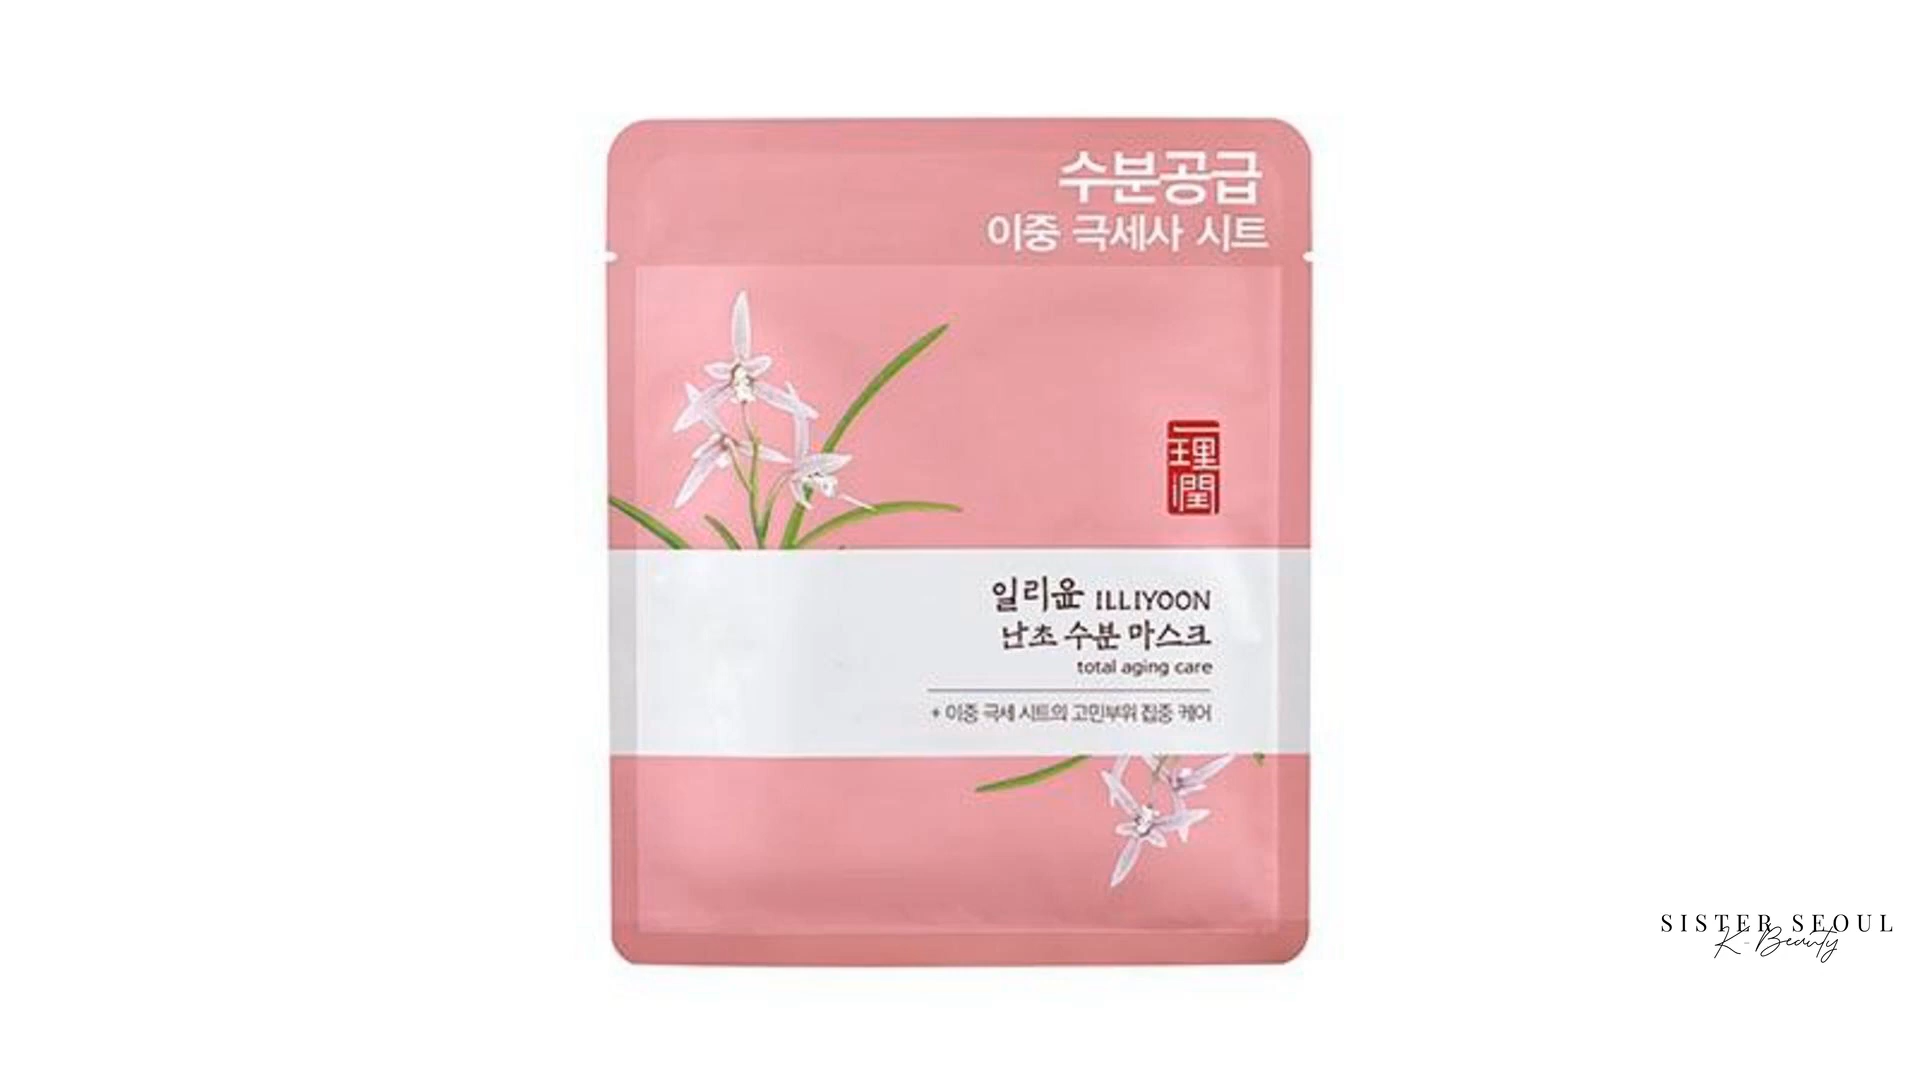 수분공급
이중 극세사 시트
一理潤
일리윤 ILLIYOON
난초 수분 마스크
total aging care
+ 이중 극세 시트의 고민부위 집중 케어
SISTER SEOUL
K-Beauty